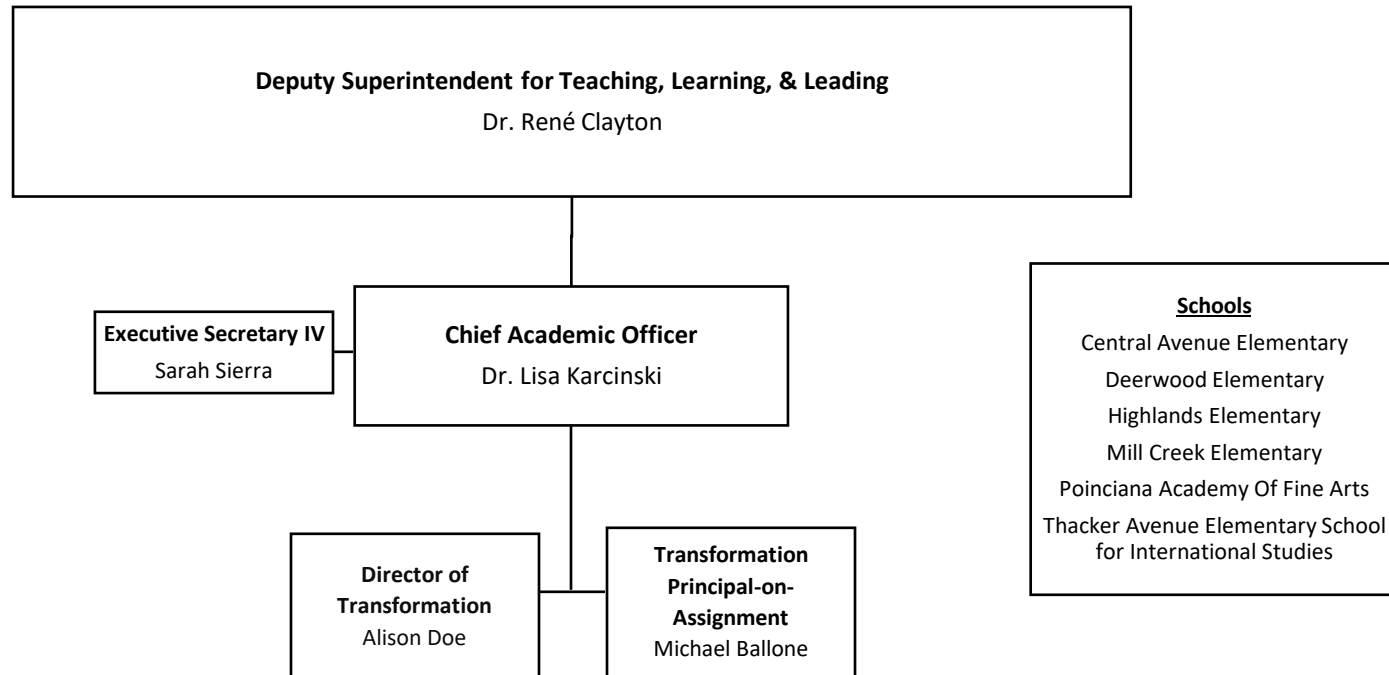 Deputy Superintendent for Teaching, Learning, & Leading
Dr. René Clayton
Executive Secretary IV
Sarah Sierra
Chief Academic Officer
Dr. Lisa Karcinski
Schools
Central Avenue Elementary
Deerwood Elementary
Highlands Elementary
Mill Creek Elementary
Poinciana Academy Of Fine Arts
Thacker Avenue Elementary School
for International Studies
Director of
Transformation
Alison Doe
Transformation
Principal-on-
Assignment
Michael Ballone